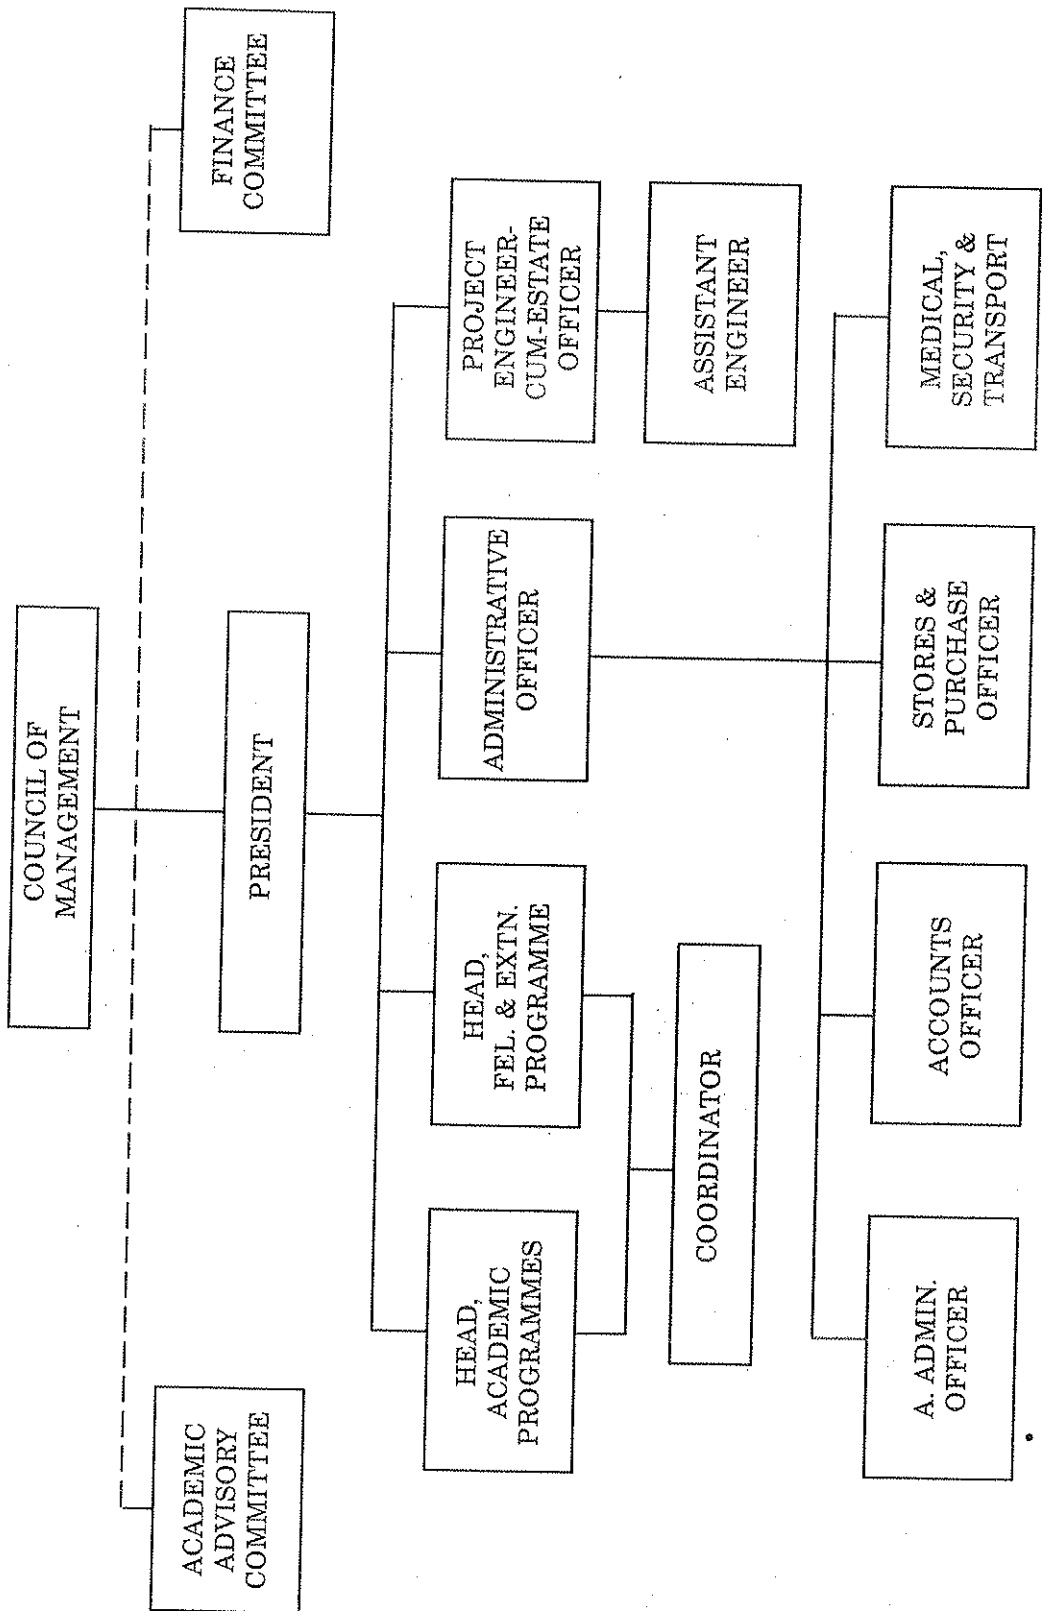 COUNCIL OF
MANAGEMENT
ACADEMIC
ADVISORY
COMMITTEE
FINANCE
COMMITTEE
PRESIDENT
HEAD,
ACADEMIC
PROGRAMMES
HEAD,
FEL. & EXTN.
PROGRAMME
ADMINISTRATIVE
OFFICER
PROJECT
ENGINEER-
CUM-ESTATE
OFFICER
COORDINATOR
ASSISTANT
ENGINEER
A. ADMIN.
OFFICER
ACCOUNTS
OFFICER
STORES &
PURCHASE
OFFICER
MEDICAL,
SECURITY &
TRANSPORT